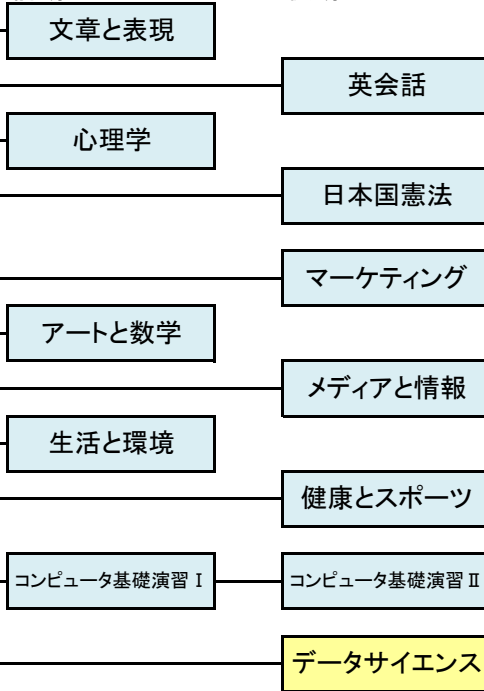 文章と表現
英会話
心理学
日本国憲法
マーケティング
アートと数学
メディアと情報
生活と環境
健康とスポーツ
コンピュータ基礎演習Ⅰ
コンピュータ基礎演習Ⅱ
データサイエンス